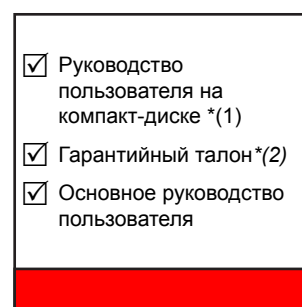 Руководство
пользователя на
компакт-диске *(1)
Гарантийный талон*(2)
Основное руководство
пользователя